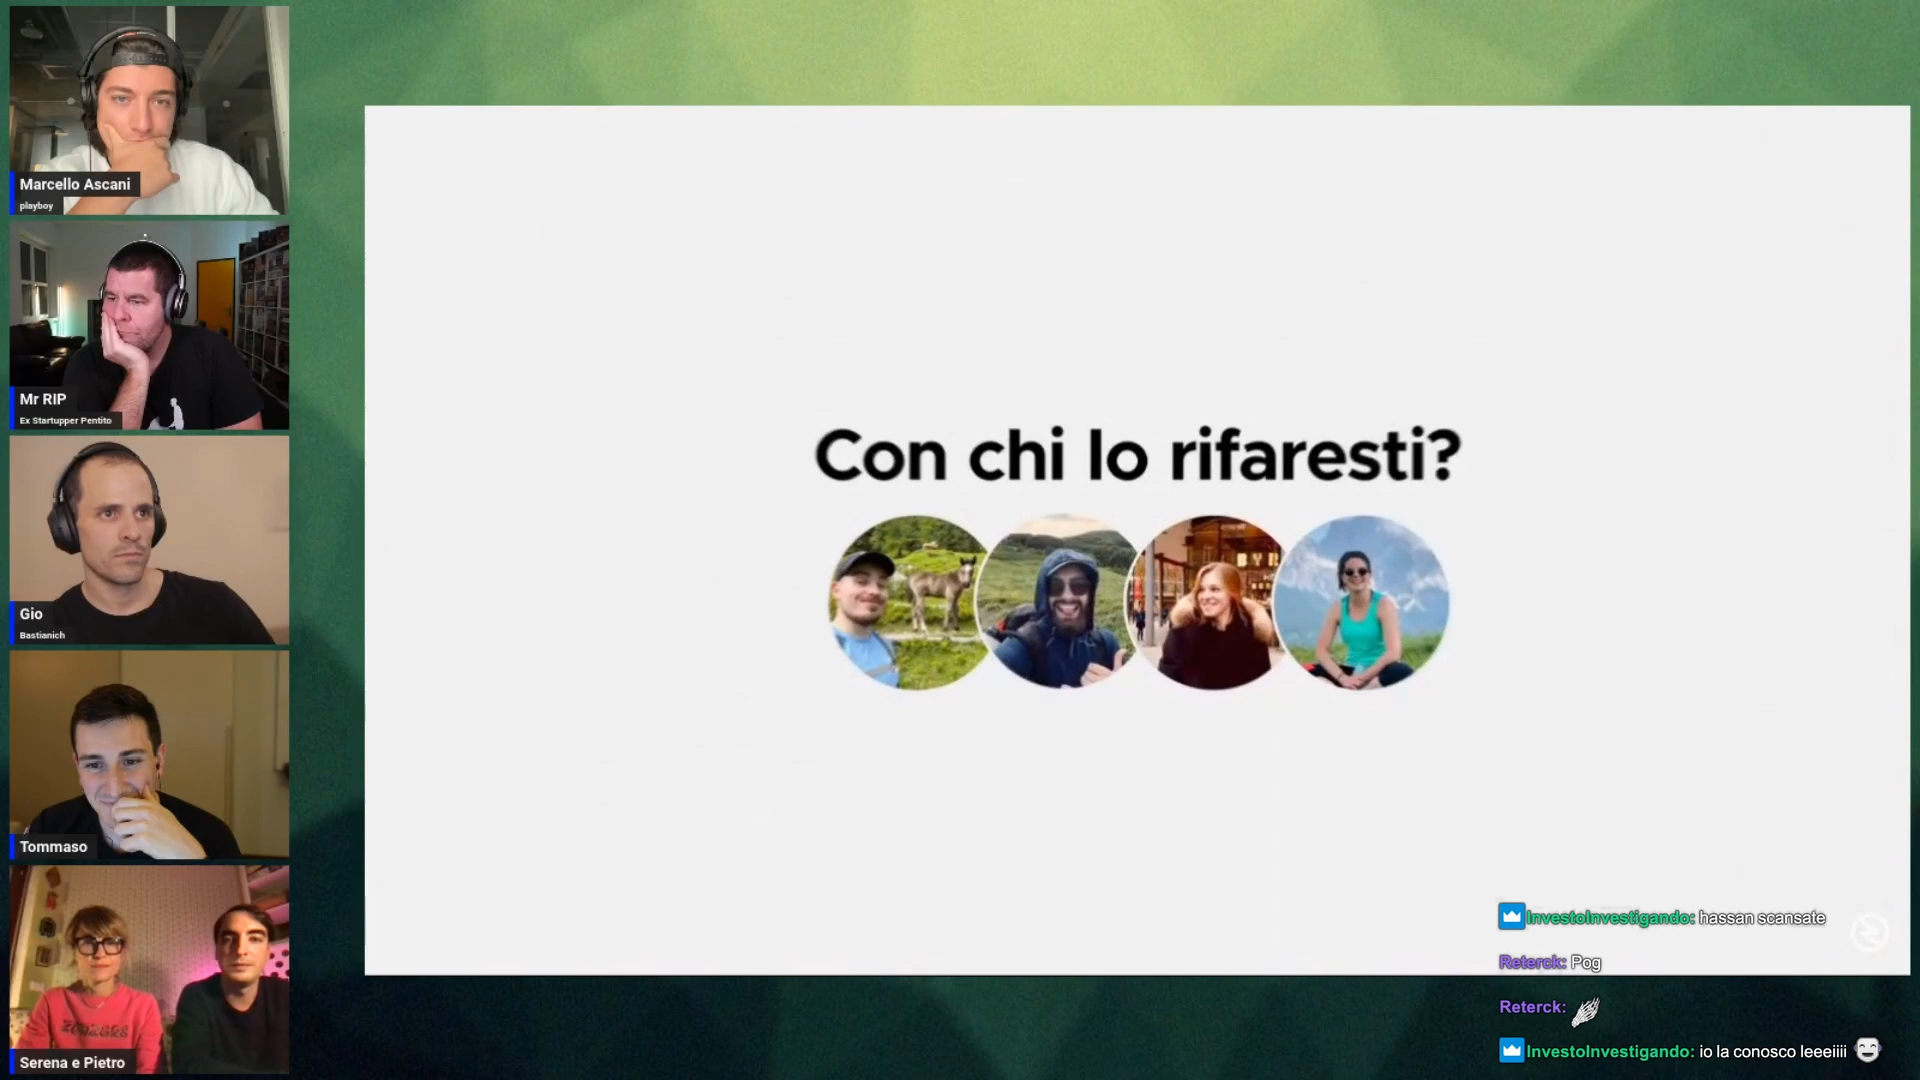 Marcello Ascani
playboy
Mr RIP
Ex Startupper Pentito
Gio
Bastianich
Tommaso
Serena e Pietro
Con chi lo rifaresti?
InvestoInvestigando: hassan scansate
Reterck: Pog
Reterck:
InvestoInvestigando: io la conosco leeeiiii